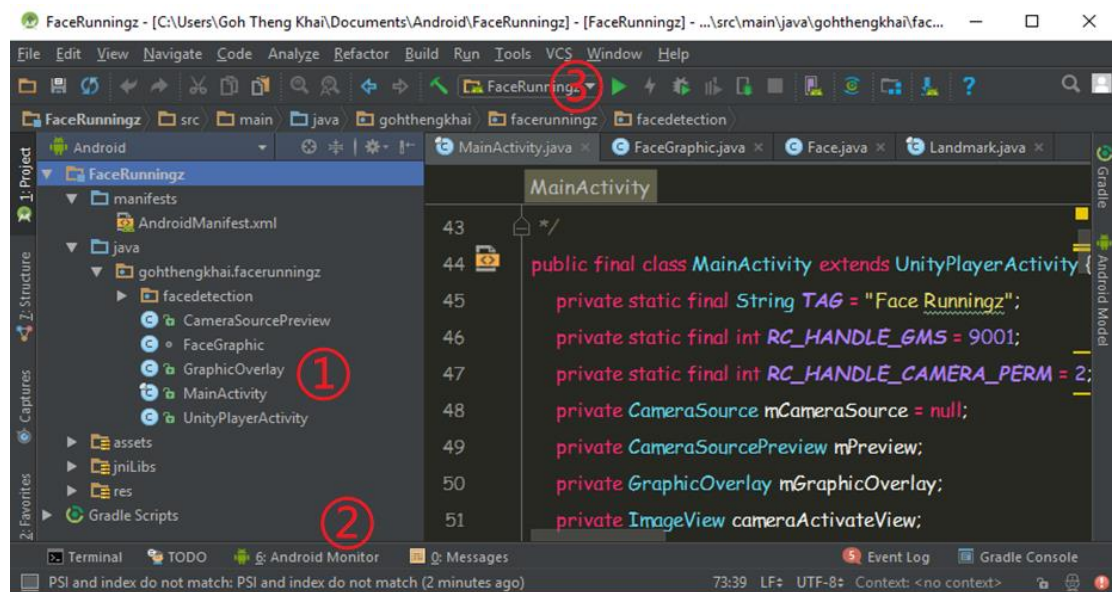 FaceRunningz - [C:\Users\Goh Theng Khai\Documents\Android\FaceRunningz] - [FaceRunningz] - ...\src\main\java\gohthengkhai\fac...
File Edit View Navigate Code Analyze Refactor Build Run Tools VCS Window Help
FaceRunningz ③
FaceRunningz src main java gohthengkhai facerunningz facedetection
Android MainActivity.java FaceGraphic.java Face.java Landmark.java
1: Project
7: Structure
Captures
2: Favorites
FaceRunningz
manifests
AndroidManifest.xml
java
gohthengkhai.facerunningz
facedetection
CameraSourcePreview
FaceGraphic
GraphicOverlay ①
MainActivity
UnityPlayerActivity
assets
jniLibs
res
Gradle Scripts
②
MainActivity
43 */
44 public final class MainActivity extends UnityPlayerActivity {
45 private static final String TAG = "Face Runningz";
46 private static final int RC_HANDLE_GMS = 9001;
47 private static final int RC_HANDLE_CAMERA_PERM = 2;
48 private CameraSource mCameraSource = null;
49 private CameraSourcePreview mPreview;
50 private GraphicOverlay mGraphicOverlay;
51 private ImageView cameraActivateView;
Gradle
Android Model
Terminal TODO 6: Android Monitor 0: Messages 5 Event Log Gradle Console
PSI and index do not match: PSI and index do not match (2 minutes ago) 73:39 LF UTF-8 Context: <no context>